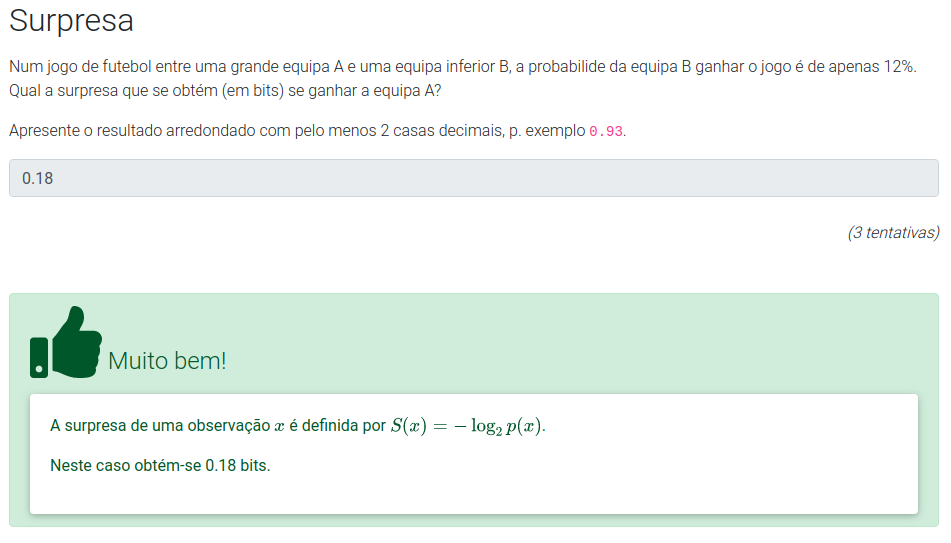 Surpresa
Num jogo de futebol entre uma grande equipa A e uma equipa inferior B, a probabilide da equipa B ganhar o jogo é de apenas 12%.
Qual a surpresa que se obtém (em bits) se ganhar a equipa A?
Apresente o resultado arredondado com pelo menos 2 casas decimais, p. exemplo 0.93.
0.18
(3 tentativas)
Muito bem!
A surpresa de uma observação x é definida por S(x) = − log₂ p(x).
Neste caso obtém-se 0.18 bits.